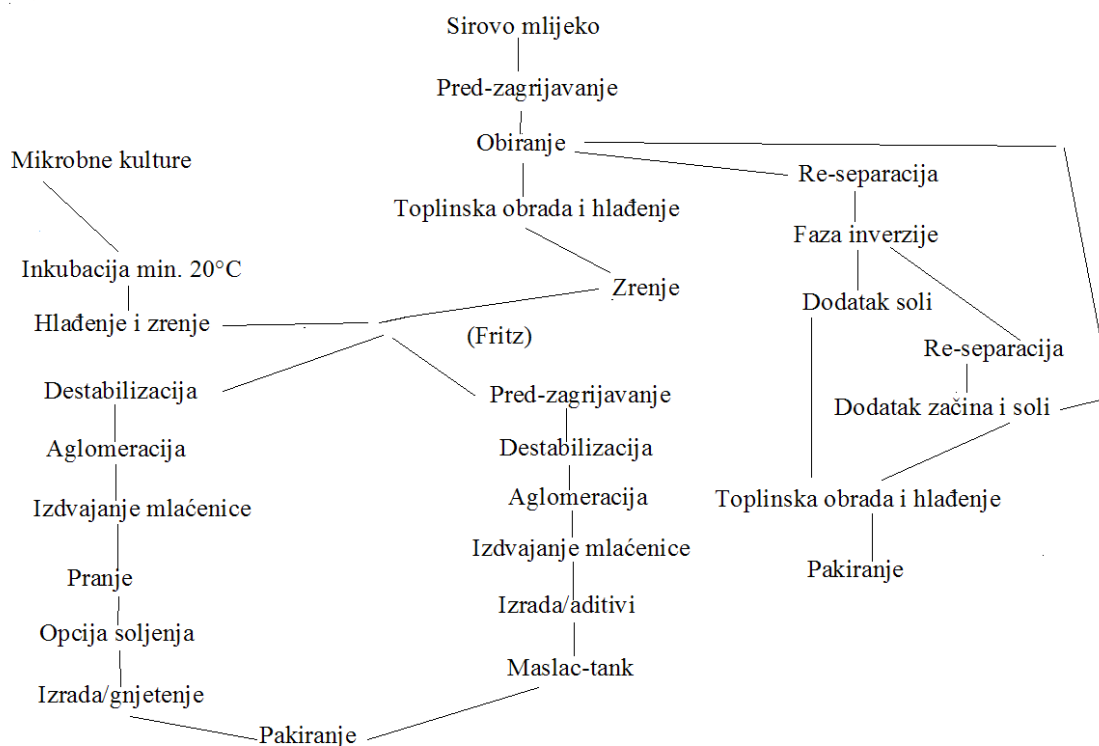 Sirovo mlijeko
Pred-zagrijavanje
Obiranje
Mikrobne kulture
Re-separacija
Toplinska obrada i hlađenje
Faza inverzije
Inkubacija min. 20°C
Zrenje
Dodatak soli
Hlađenje i zrenje
(Fritz)
Re-separacija
Destabilizacija
Pred-zagrijavanje
Dodatak začina i soli
Aglomeracija
Destabilizacija
Izdvajanje mlaćenice
Aglomeracija
Toplinska obrada i hlađenje
Izdvajanje mlaćenice
Pranje
Pakiranje
Izrada/aditivi
Opcija soljenja
Maslac-tank
Izrada/gnjetenje
Pakiranje